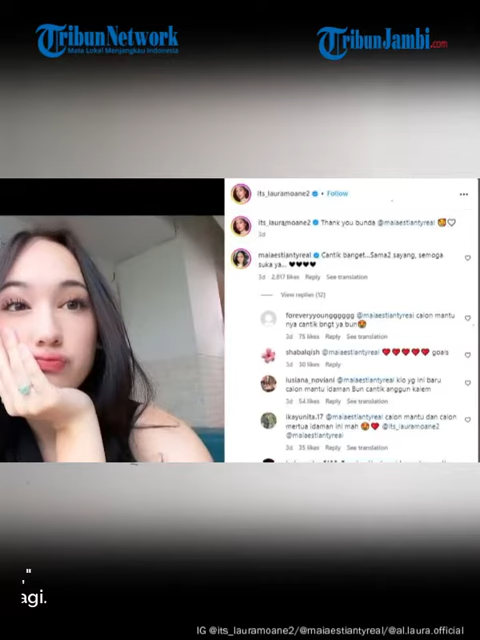 TribunNetwork
Mata Lokal Menjangkau Indonesia
TribunJambi.com
its_lauramoane2 • Follow
its_lauramoane2 Thank you bunda @maiaestiantyreal 🥰🤍
3d
maiaestiantyreal Cantik banget...Sama2 sayang, semoga
suka ya... ♥♥♥♥
3d 2,017 likes Reply See translation
View replies (12)
foreveryyoungggggg @maiaestiantyreal calon mantu
nya cantik bngt ya bun😍
3d 75 likes Reply See translation
shabalqish @maiaestiantyreal ❤️❤️❤️❤️❤️ goals
3d 30 likes Reply
lusiana_noviani @maiaestiantyreal klo yg ini baru
calon mantu idaman Bun cantik anggun kalem
3d 54 likes Reply See translation
ikayunita.17 @maiaestiantyreal calon mantu dan calon
mertua idaman ini mah 😍❤️ @its_lauramoane2
@maiaestiantyreal
3d 35 likes Reply See translation
,"
agi.
IG @its_lauramoane2/@maiaestiantyreal/@al.laura.official